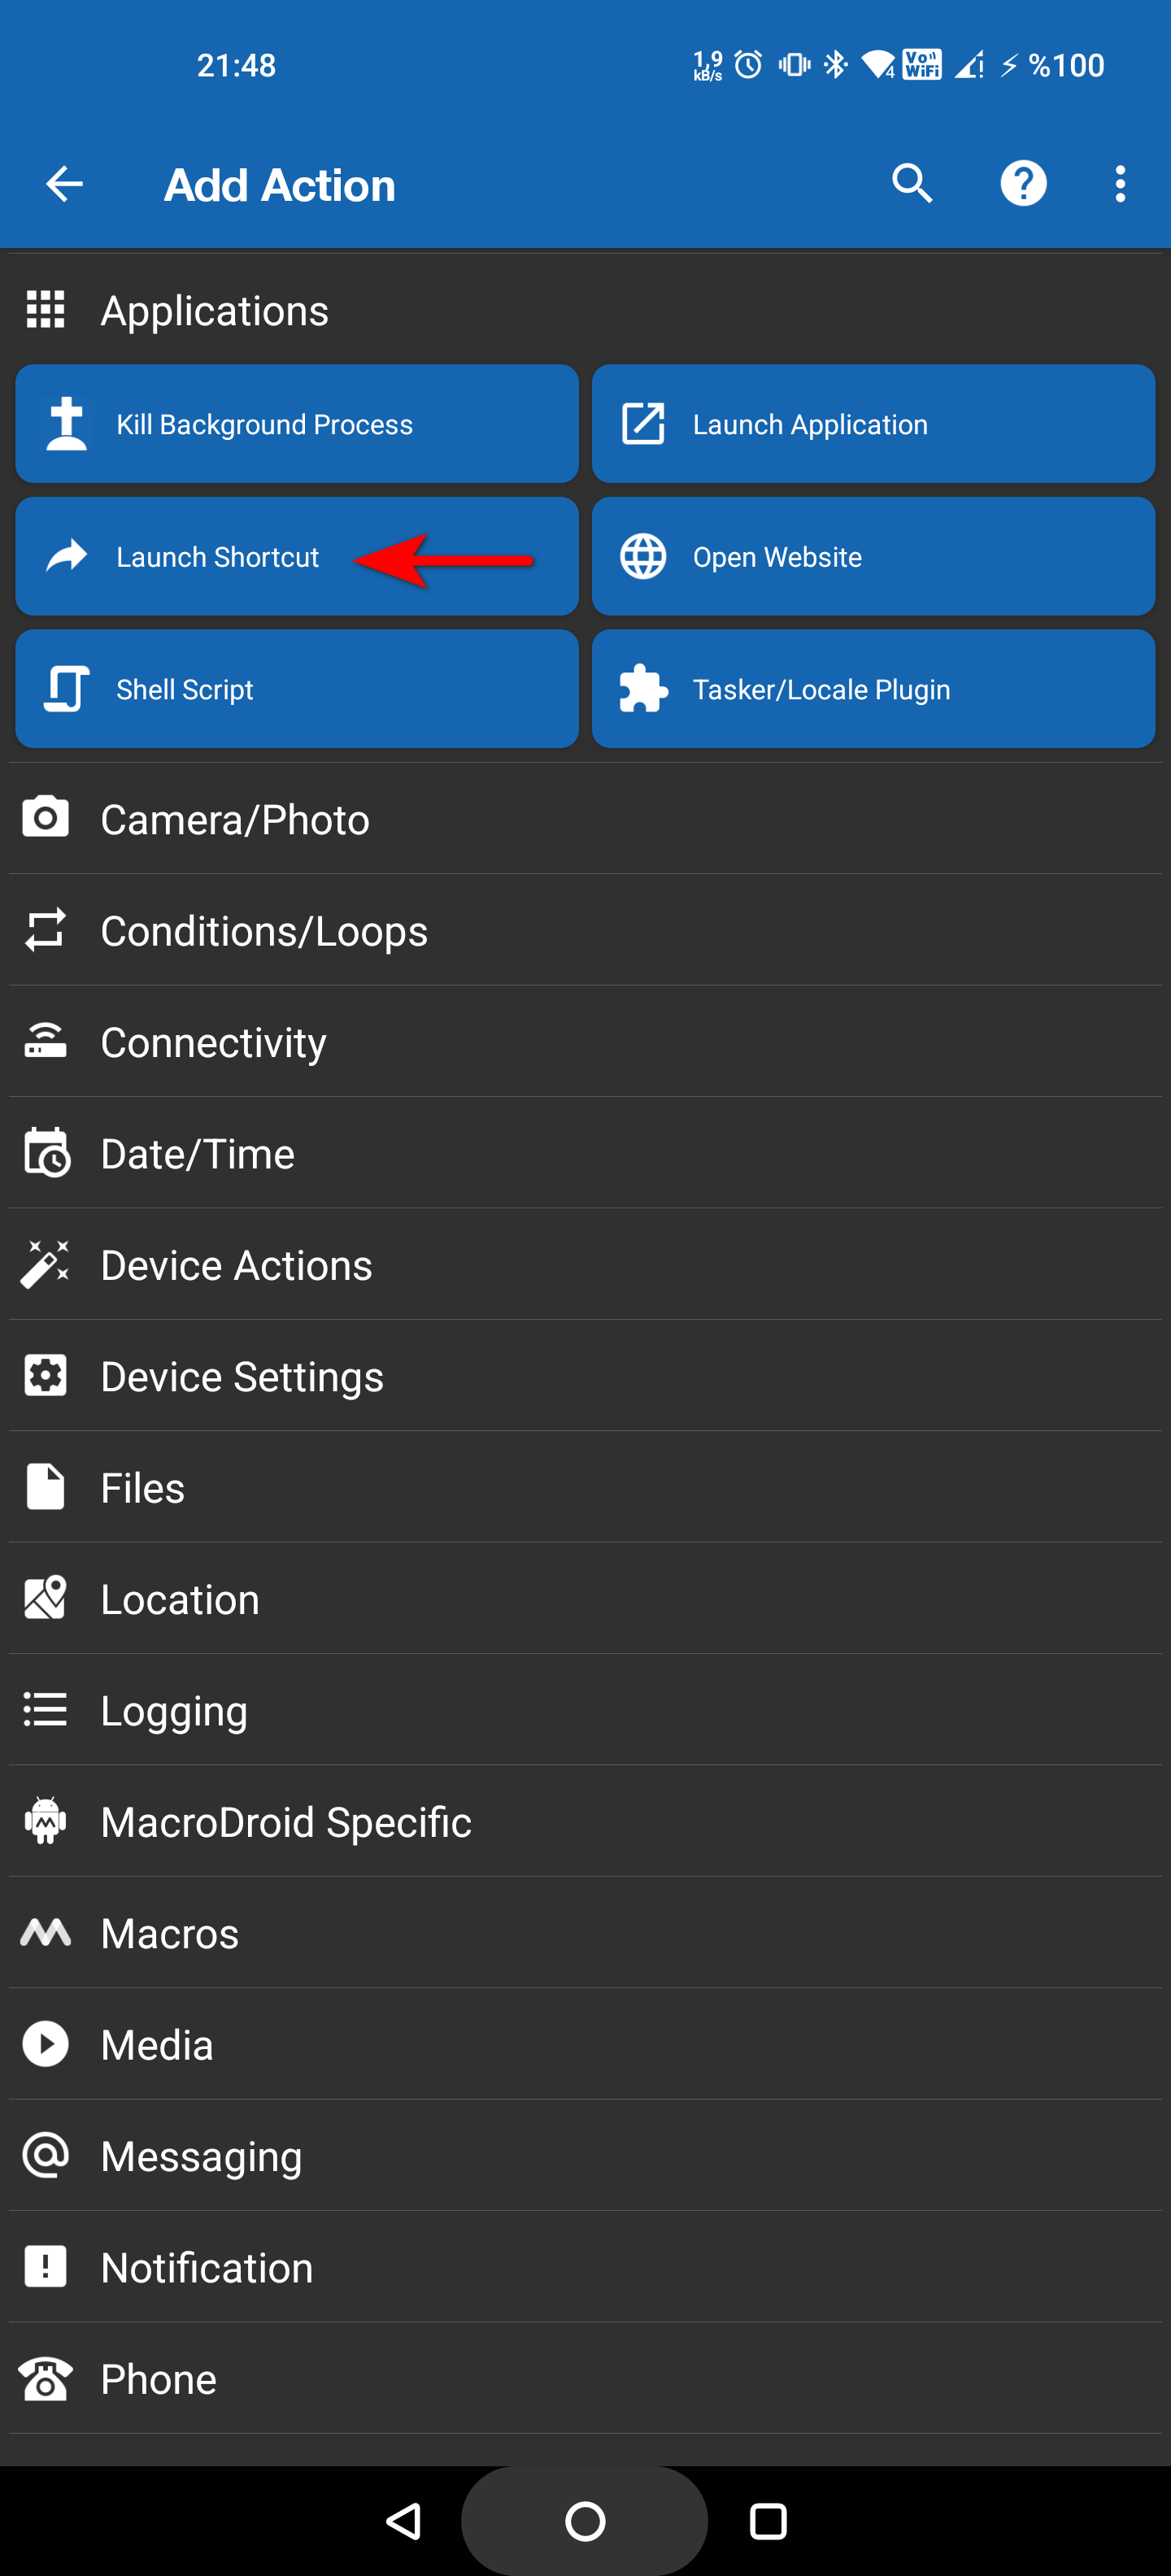 21:48 1,9 kB/s 4 Vo)) WiFi %100
Add Action
Applications
Kill Background Process Launch Application
Launch Shortcut Open Website
Shell Script Tasker/Locale Plugin
Camera/Photo
Conditions/Loops
Connectivity
Date/Time
Device Actions
Device Settings
Files
Location
Logging
MacroDroid Specific
Macros
Media
Messaging
Notification
Phone